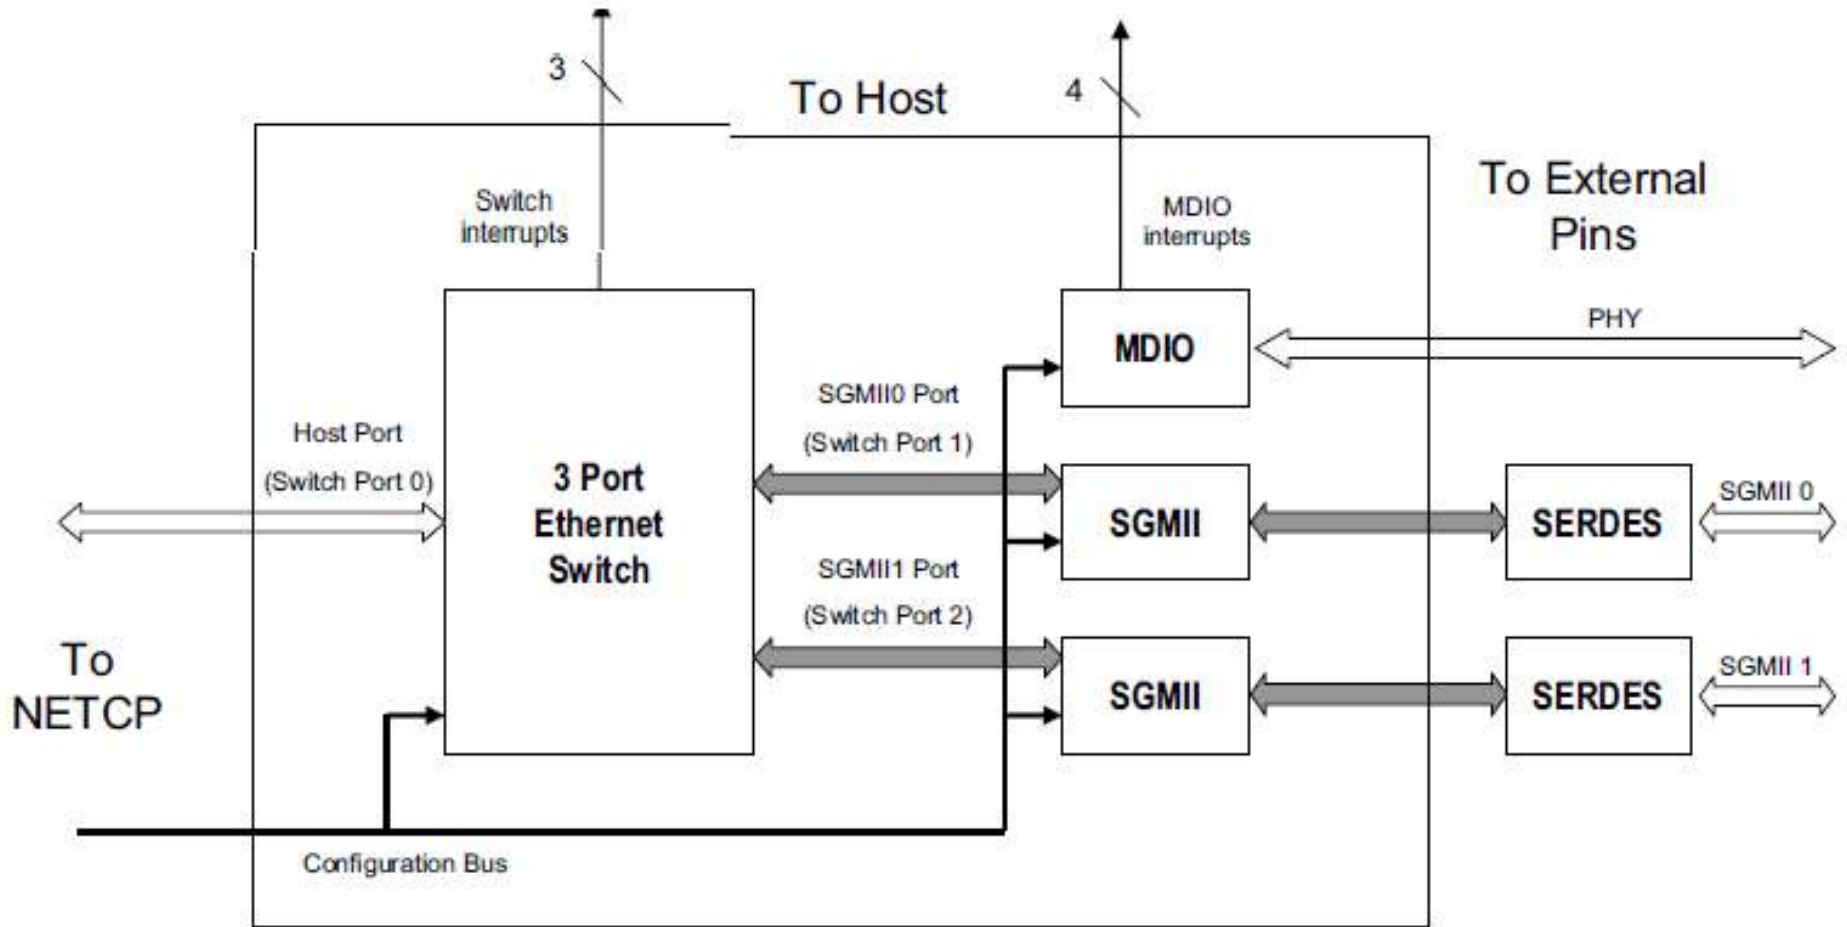 3
To Host
4
Switch
interrupts
MDIO
interrupts
To External
Pins
PHY
MDIO
SGMII0 Port
(Switch Port 1)
Host Port
(Switch Port 0)
3 Port
Ethernet
Switch
SGMII
SERDES
SGMII 0
SGMII1 Port
(Switch Port 2)
To
NETCP
SGMII
SERDES
SGMII 1
Configuration Bus